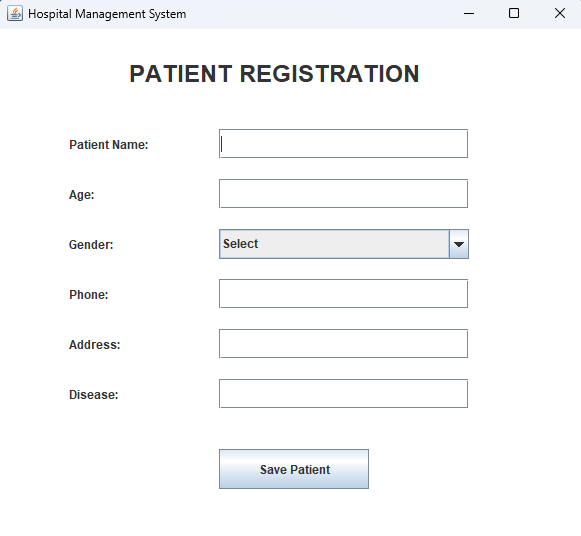 Hospital Management System
PATIENT REGISTRATION
Patient Name:
Age:
Gender:
Select
Phone:
Address:
Disease:
Save Patient